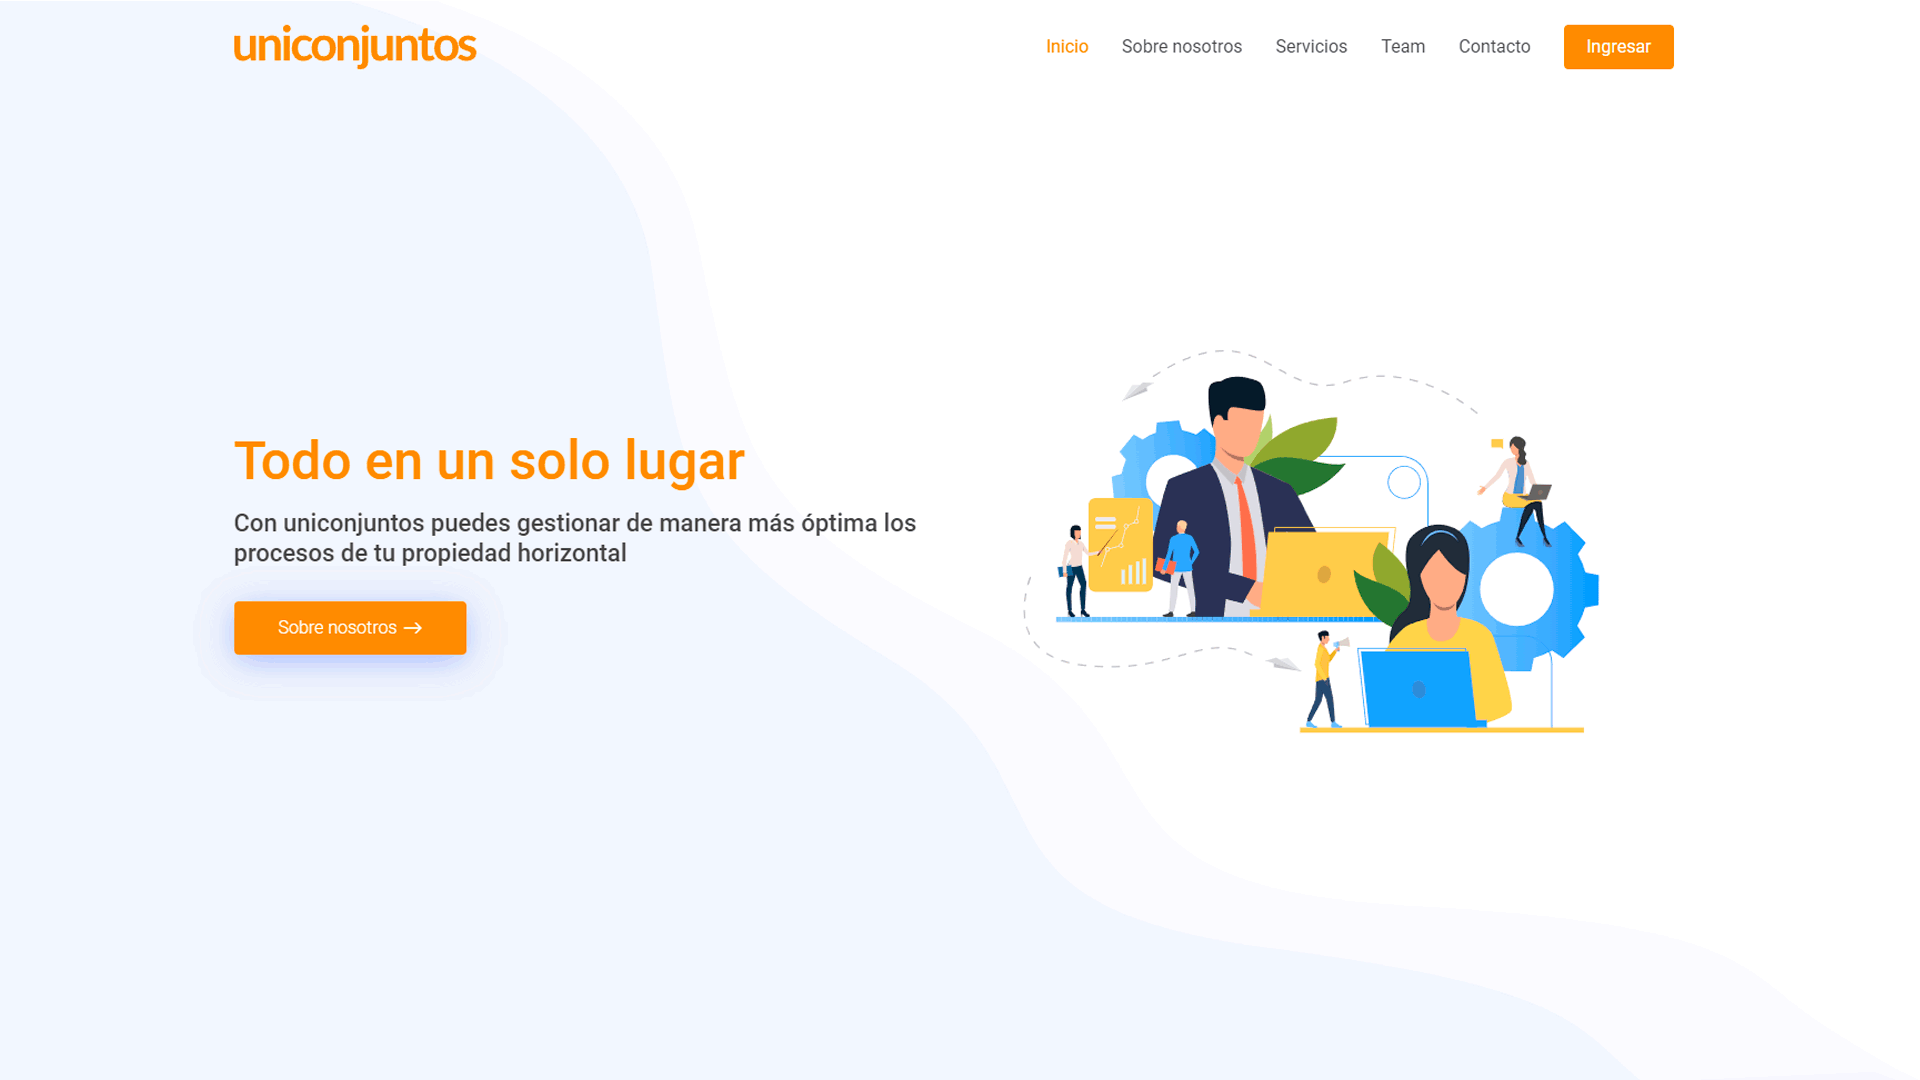 uniconjuntos
Inicio
Sobre nosotros
Servicios
Team
Contacto
Ingresar
Todo en un solo lugar
Con uniconjuntos puedes gestionar de manera más óptima los
procesos de tu propiedad horizontal
Sobre nosotros →